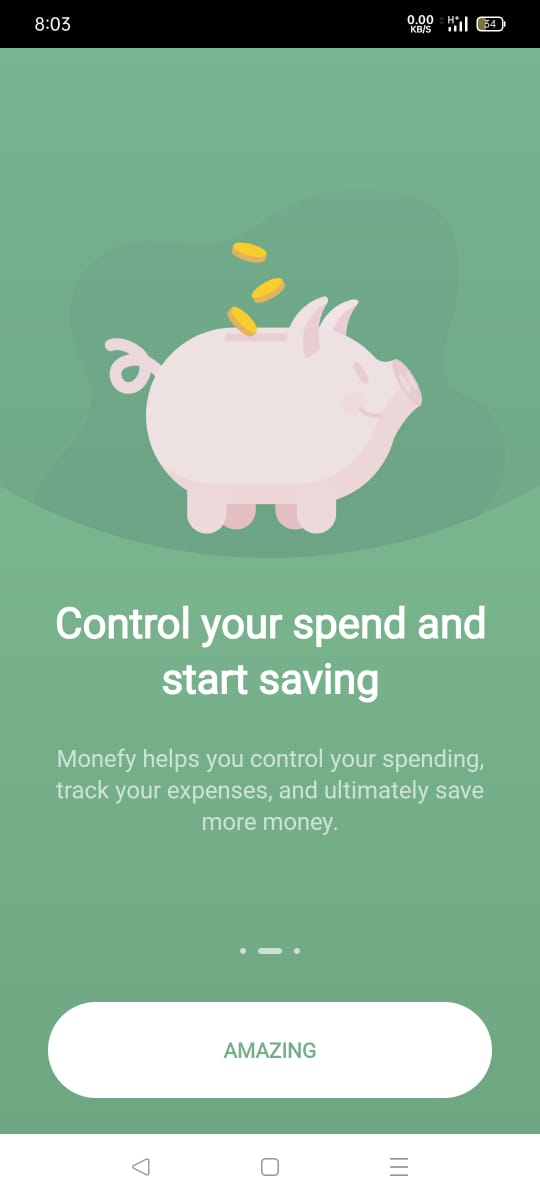 8:03
0.00
KB/S
H+
34
Control your spend and
start saving
Monefy helps you control your spending,
track your expenses, and ultimately save
more money.
AMAZING